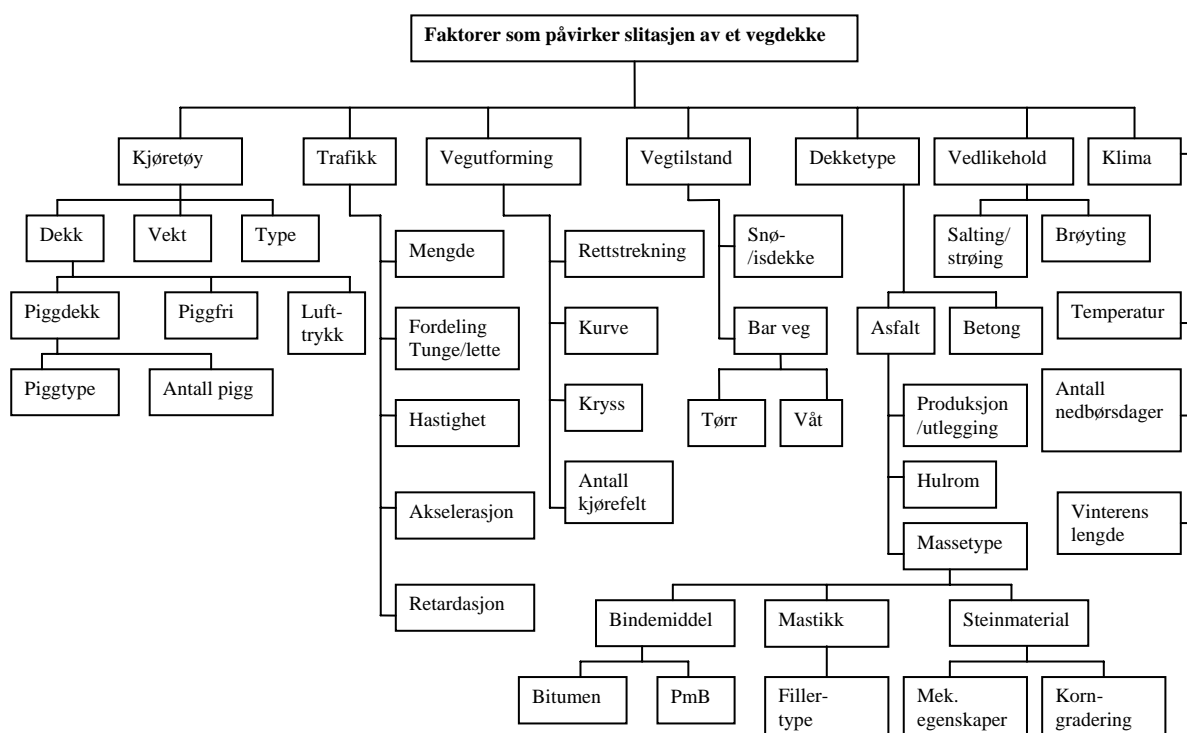 Faktorer som påvirker slitasjen av et vegdekke
Kjøretøy
Trafikk
Vegutforming
Vegtilstand
Dekketype
Vedlikehold
Klima
Dekk
Vekt
Type
Mengde
Rettstrekning
Snø-
/isdekke
Salting/
strøing
Brøyting
Piggdekk
Piggfri
Luft-
trykk
Fordeling
Tunge/lette
Kurve
Bar veg
Asfalt
Betong
Temperatur
Piggtype
Antall pigg
Hastighet
Kryss
Tørr
Våt
Produksjon
/utlegging
Antall
nedbørsdager
Akselerasjon
Antall
kjørefelt
Hulrom
Massetype
Vinterens
lengde
Retardasjon
Bindemiddel
Mastikk
Steinmaterial
Bitumen
PmB
Filler-
type
Mek.
egenskaper
Korn-
gradering